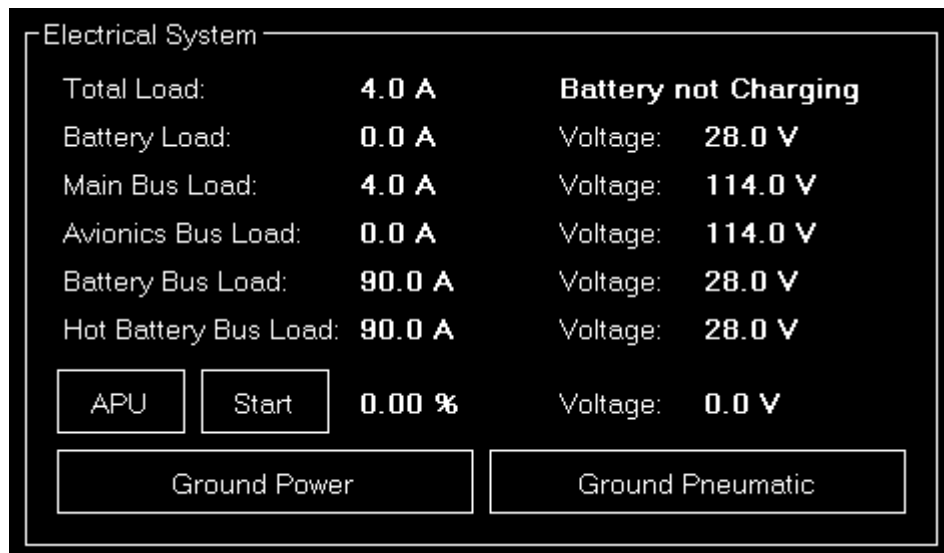 Electrical System
Total Load: 4.0 A Battery not Charging
Battery Load: 0.0 A Voltage: 28.0 V
Main Bus Load: 4.0 A Voltage: 114.0 V
Avionics Bus Load: 0.0 A Voltage: 114.0 V
Battery Bus Load: 90.0 A Voltage: 28.0 V
Hot Battery Bus Load: 90.0 A Voltage: 28.0 V
APU Start 0.00 % Voltage: 0.0 V
Ground Power Ground Pneumatic